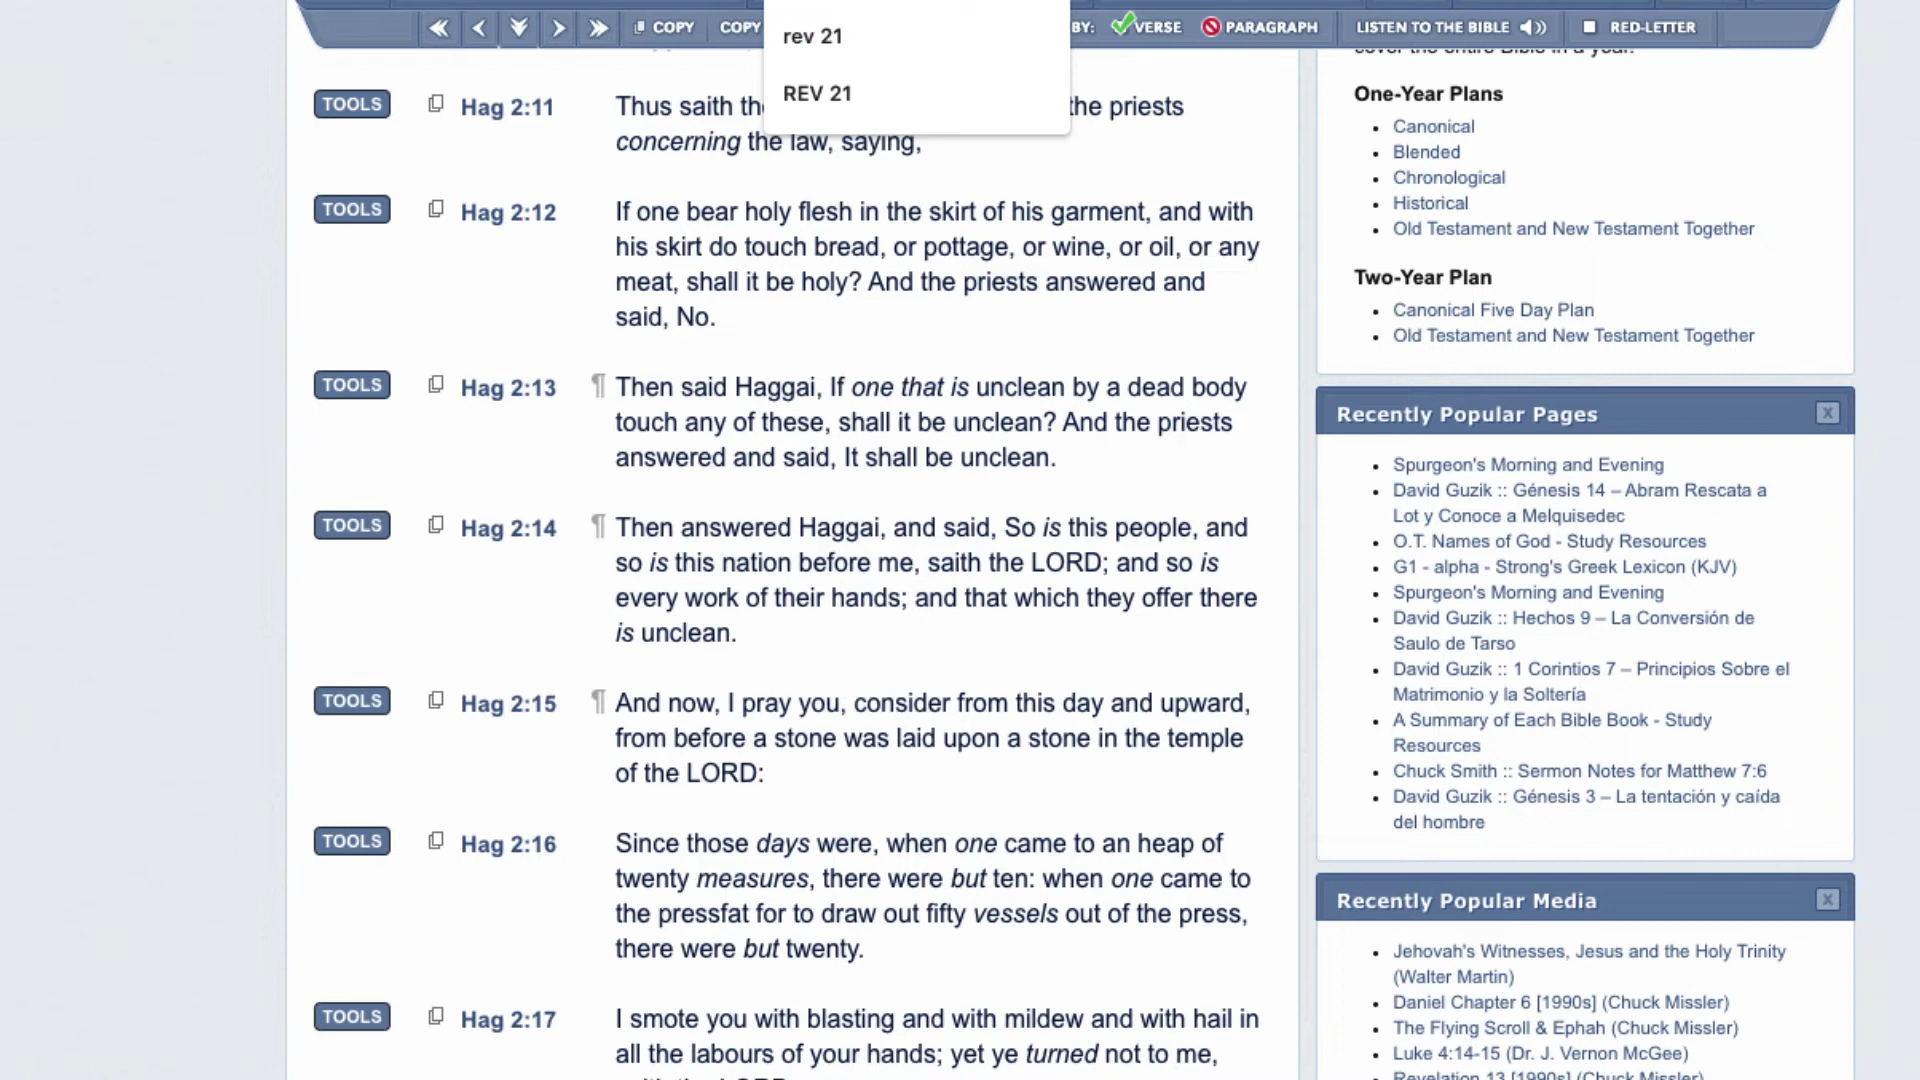 COPY
COPY
BY:
VERSE
PARAGRAPH
LISTEN TO THE BIBLE
RED-LETTER
rev 21
REV 21
TOOLS
Hag 2:11
Thus saith the
the priests
concerning the law, saying,
TOOLS
Hag 2:12
If one bear holy flesh in the skirt of his garment, and with
his skirt do touch bread, or pottage, or wine, or oil, or any
meat, shall it be holy? And the priests answered and
said, No.
TOOLS
Hag 2:13
¶ Then said Haggai, If one that is unclean by a dead body
touch any of these, shall it be unclean? And the priests
answered and said, It shall be unclean.
TOOLS
Hag 2:14
¶ Then answered Haggai, and said, So is this people, and
so is this nation before me, saith the LORD; and so is
every work of their hands; and that which they offer there
is unclean.
TOOLS
Hag 2:15
¶ And now, I pray you, consider from this day and upward,
from before a stone was laid upon a stone in the temple
of the LORD:
TOOLS
Hag 2:16
Since those days were, when one came to an heap of
twenty measures, there were but ten: when one came to
the pressfat for to draw out fifty vessels out of the press,
there were but twenty.
TOOLS
Hag 2:17
I smote you with blasting and with mildew and with hail in
all the labours of your hands; yet ye turned not to me,
cover the entire Bible in a year.
One-Year Plans
Canonical
Blended
Chronological
Historical
Old Testament and New Testament Together
Two-Year Plan
Canonical Five Day Plan
Old Testament and New Testament Together
Recently Popular Pages
x
Spurgeon's Morning and Evening
David Guzik :: Génesis 14 – Abram Rescata a
Lot y Conoce a Melquisedec
O.T. Names of God - Study Resources
G1 - alpha - Strong's Greek Lexicon (KJV)
Spurgeon's Morning and Evening
David Guzik :: Hechos 9 – La Conversión de
Saulo de Tarso
David Guzik :: 1 Corintios 7 – Principios Sobre el
Matrimonio y la Soltería
A Summary of Each Bible Book - Study
Resources
Chuck Smith :: Sermon Notes for Matthew 7:6
David Guzik :: Génesis 3 – La tentación y caída
del hombre
Recently Popular Media
x
Jehovah's Witnesses, Jesus and the Holy Trinity
(Walter Martin)
Daniel Chapter 6 [1990s] (Chuck Missler)
The Flying Scroll & Ephah (Chuck Missler)
Luke 4:14-15 (Dr. J. Vernon McGee)
Revelation 13 [1990s] (Chuck Missler)